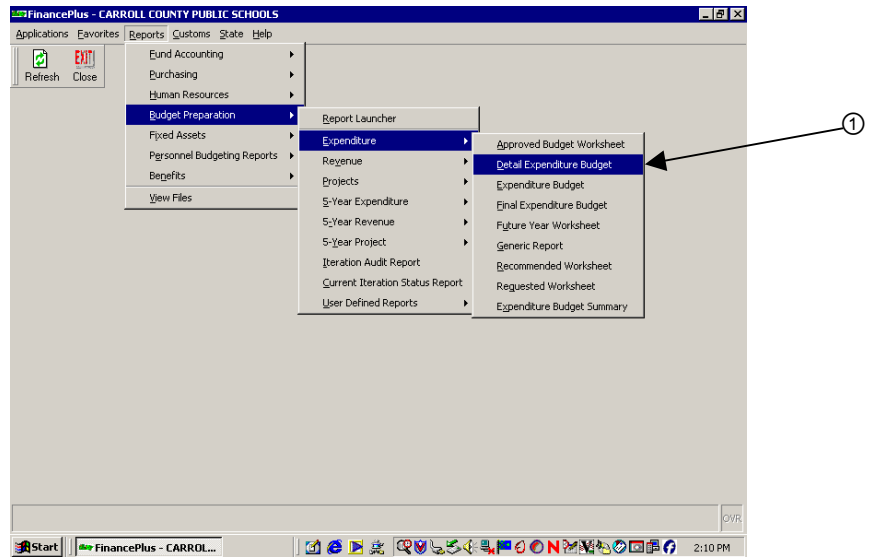 FinancePlus - CARROLL COUNTY PUBLIC SCHOOLS
Applications Favorites Reports Customs State Help
Refresh Close
EXIT
Fund Accounting
Purchasing
Human Resources
Budget Preparation
Fixed Assets
Personnel Budgeting Reports
Benefits
View Files
Report Launcher
Expenditure
Revenue
Projects
5-Year Expenditure
5-Year Revenue
5-Year Project
Iteration Audit Report
Current Iteration Status Report
User Defined Reports
Approved Budget Worksheet
Detail Expenditure Budget
Expenditure Budget
Final Expenditure Budget
Future Year Worksheet
Generic Report
Recommended Worksheet
Requested Worksheet
Expenditure Budget Summary
1
OVR
Start FinancePlus - CARROL... 2:10 PM